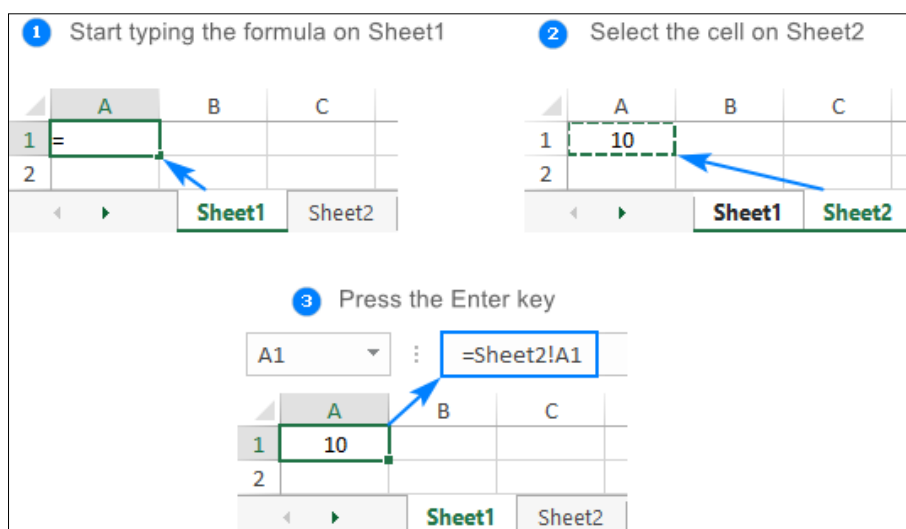 1 Start typing the formula on Sheet1
A B C
1 =
2
Sheet1 Sheet2
2 Select the cell on Sheet2
A B C
1 10
2
Sheet1 Sheet2
3 Press the Enter key
A1 =Sheet2!A1
A B C
1 10
2
Sheet1 Sheet2